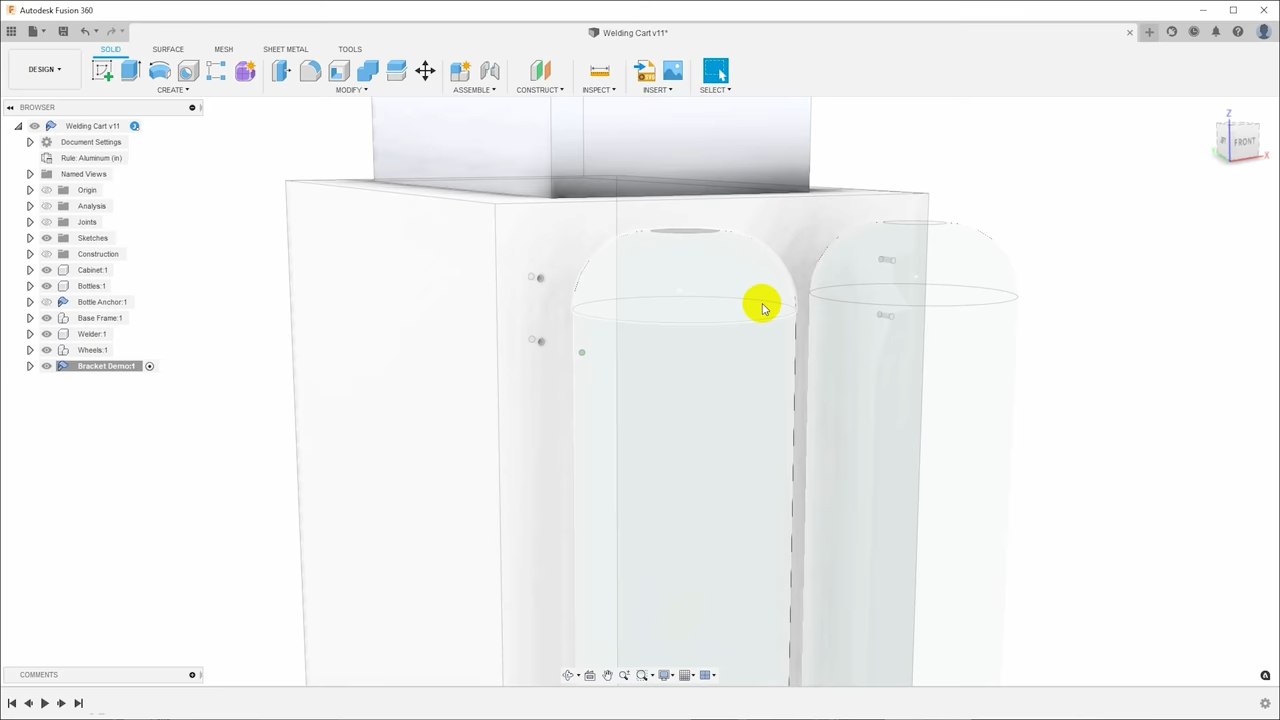 Autodesk Fusion 360
Welding Cart v11*
DESIGN
SOLID
SURFACE
MESH
SHEET METAL
TOOLS
CREATE
MODIFY
ASSEMBLE
CONSTRUCT
INSPECT
INSERT
SELECT
BROWSER
Welding Cart v11
Document Settings
Rule: Aluminum (in)
Named Views
Origin
Analysis
Joints
Sketches
Construction
Cabinet:1
Bottles:1
Bottle Anchor:1
Base Frame:1
Welder:1
Wheels:1
Bracket Demo:1
Z
FRONT
X
COMMENTS